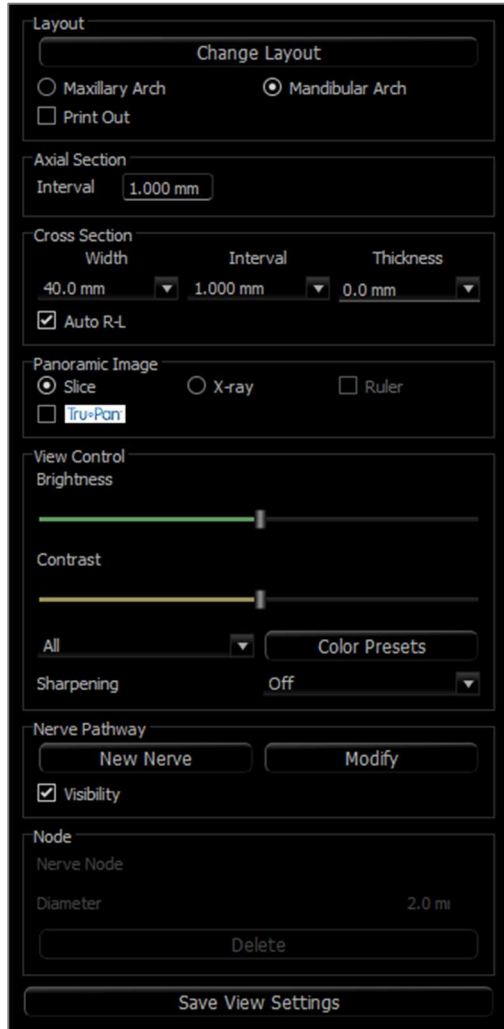 Layout
Change Layout
Maxillary Arch Mandibular Arch
Print Out
Axial Section
Interval 1.000 mm
Cross Section
Width Interval Thickness
40.0 mm 1.000 mm 0.0 mm
Auto R-L
Panoramic Image
Slice X-ray Ruler
Tru•Pan
View Control
Brightness
Contrast
All Color Presets
Sharpening Off
Nerve Pathway
New Nerve Modify
Visibility
Node
Nerve Node
Diameter 2.0 m
Delete
Save View Settings